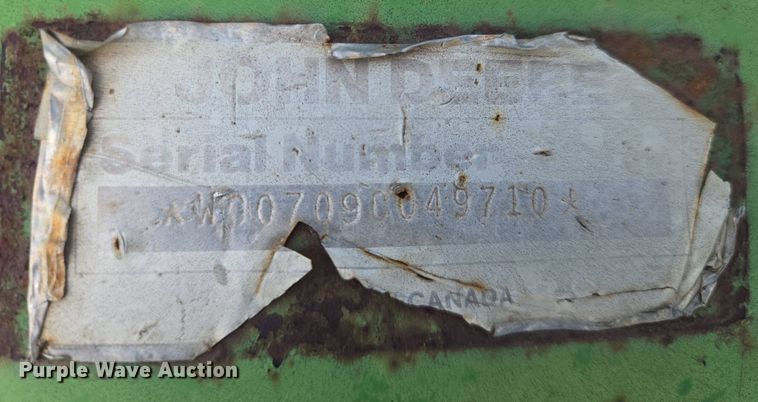 JOHN DEERE
Serial Number
*W00709C049710*
CANADA
Purple Wave Auction®